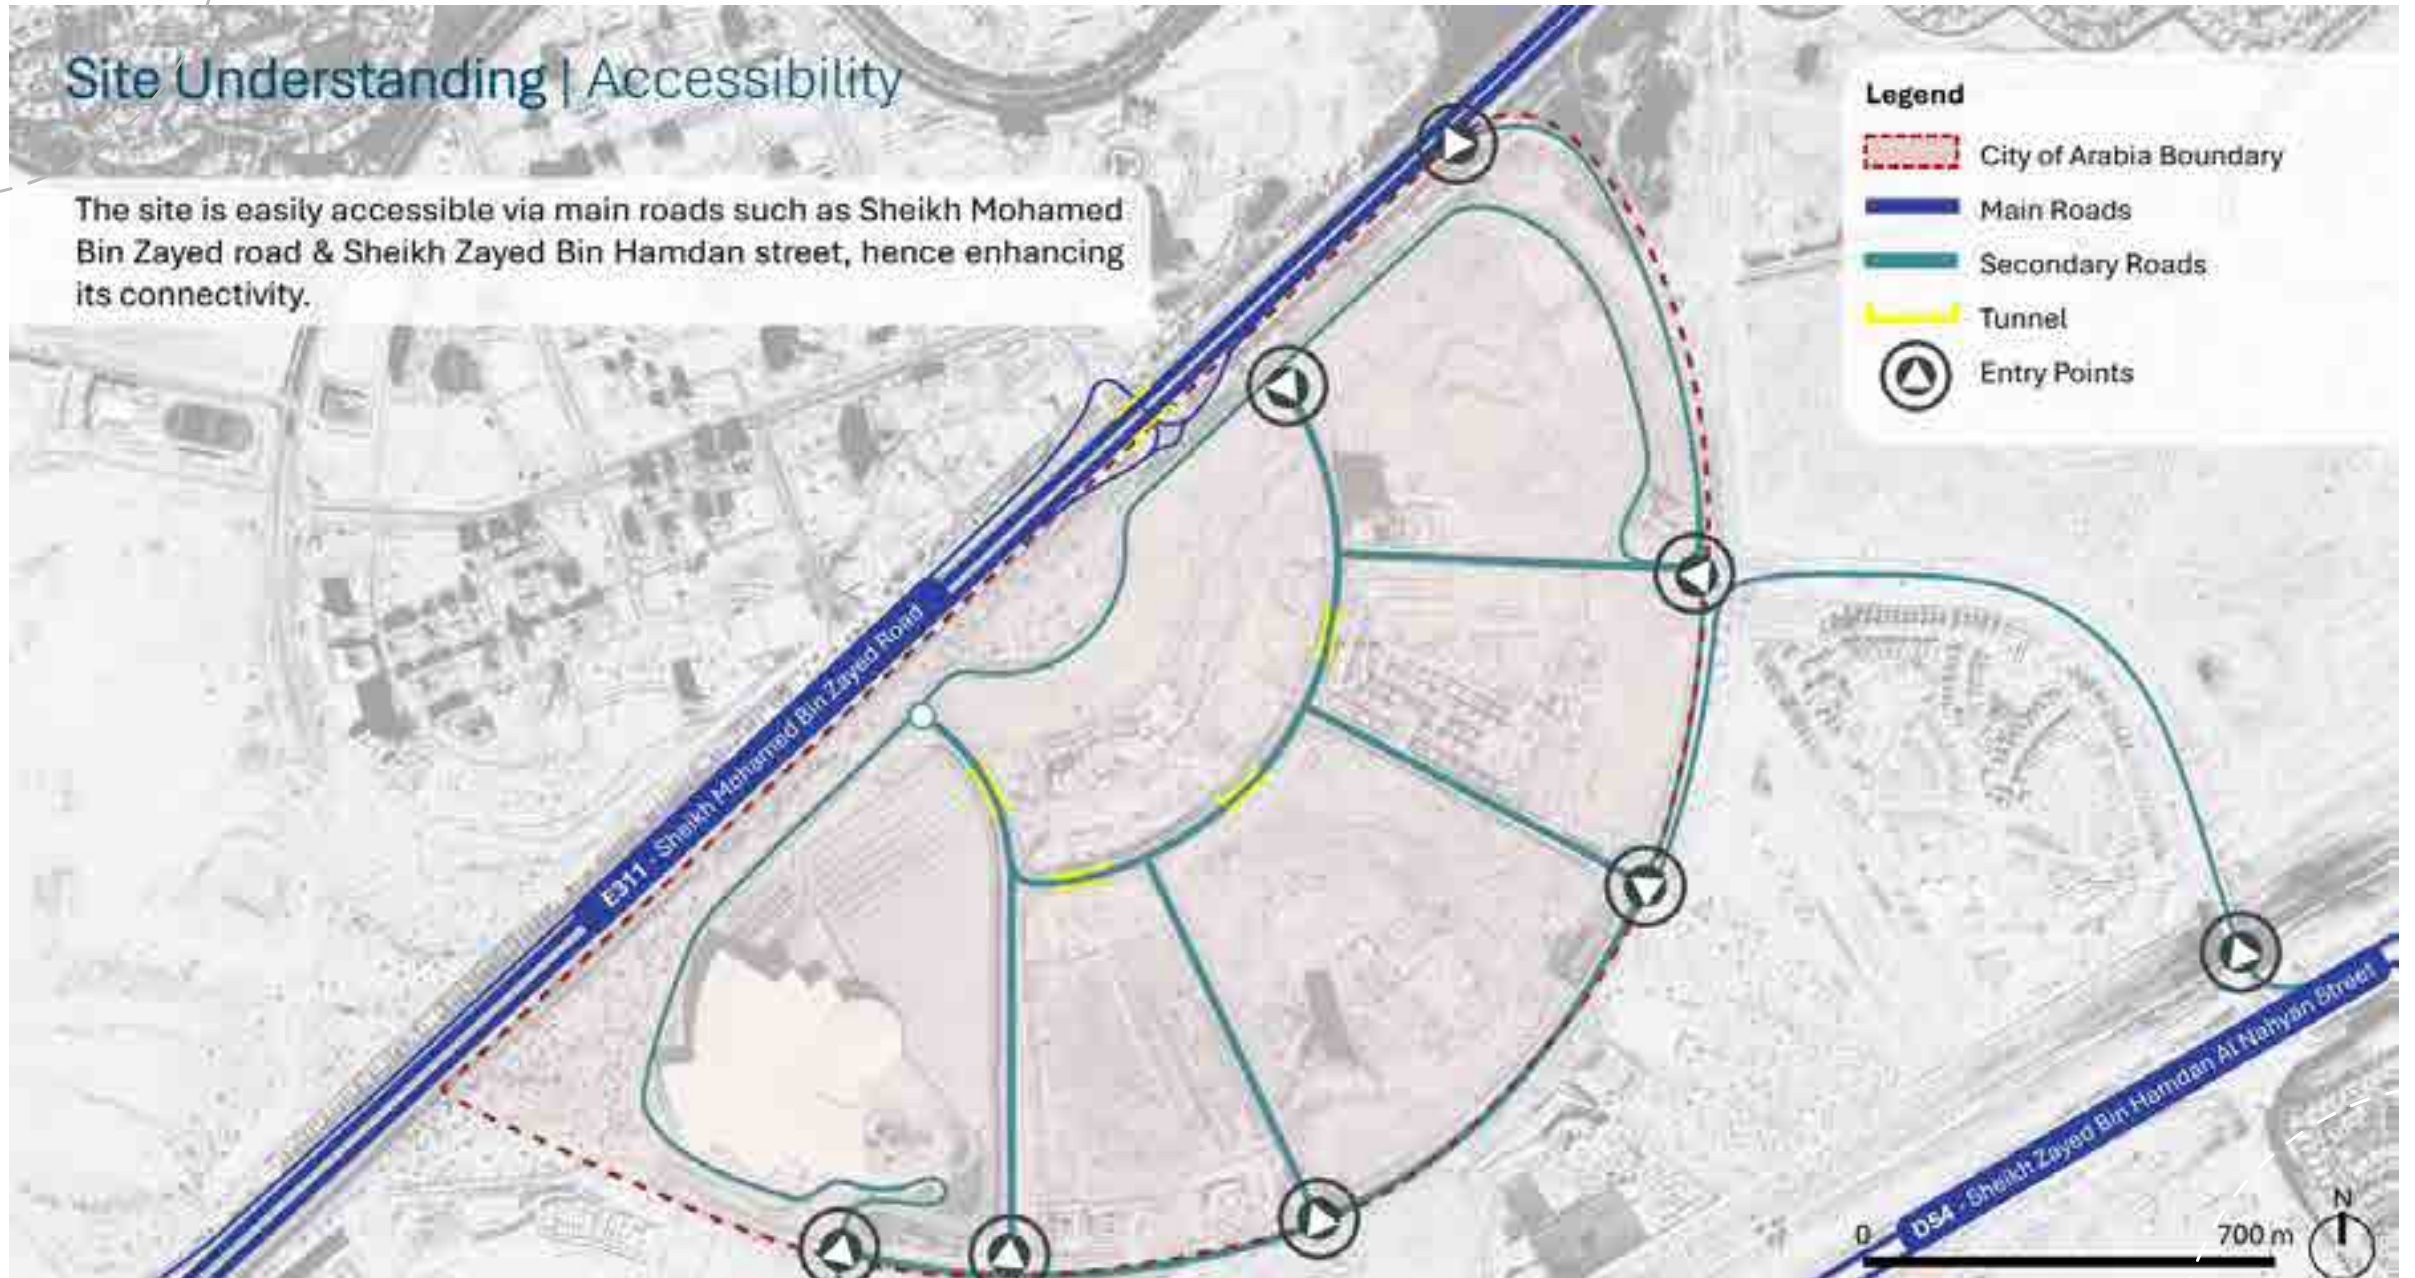 Site Understanding | Accessibility
The site is easily accessible via main roads such as Sheikh Mohamed
Bin Zayed road & Sheikh Zayed Bin Hamdan street, hence enhancing
its connectivity.
Legend
City of Arabia Boundary
Main Roads
Secondary Roads
Tunnel
Entry Points
E311 - Sheikh Mohamed Bin Zayed Road
D54 - Sheikh Zayed Bin Hamdan Al Nahyan Street
0
700 m
N